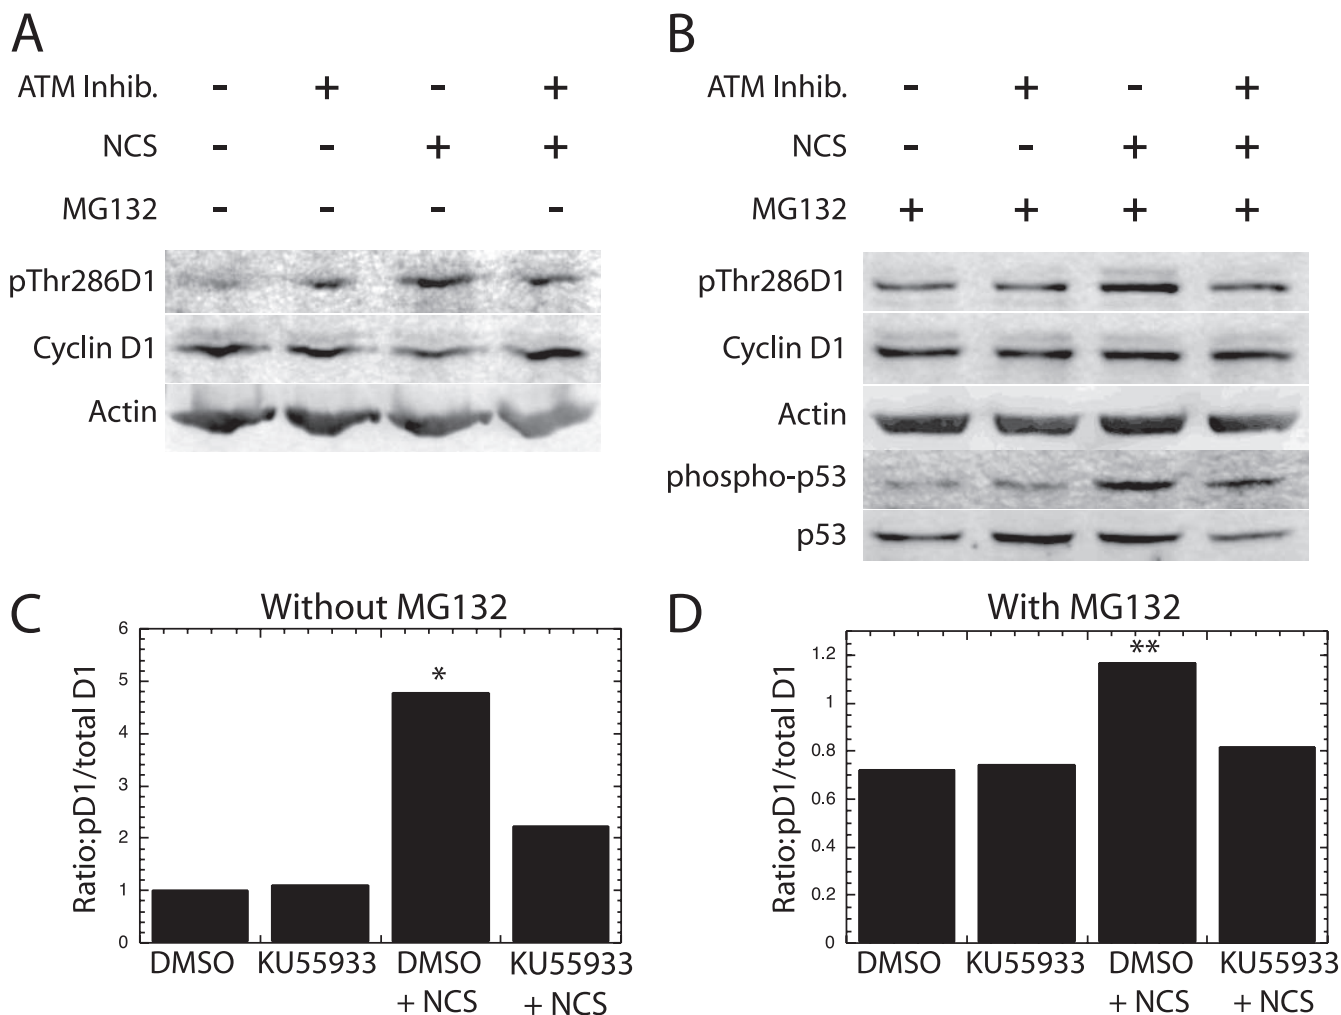 A
ATM Inhib. - + - +
NCS - - + +
MG132 - - - -
pThr286D1
Cyclin D1
Actin
B
ATM Inhib. - + - +
NCS - - + +
MG132 + + + +
pThr286D1
Cyclin D1
Actin
phospho-p53
p53
C
Without MG132
Ratio:pD1/total D1
6
5
4
3
2
1
0
*
DMSO KU55933 DMSO KU55933
+ NCS + NCS
D
With MG132
Ratio:pD1/total D1
1.2
1
0.8
0.6
0.4
0.2
0
**
DMSO KU55933 DMSO KU55933
+ NCS + NCS